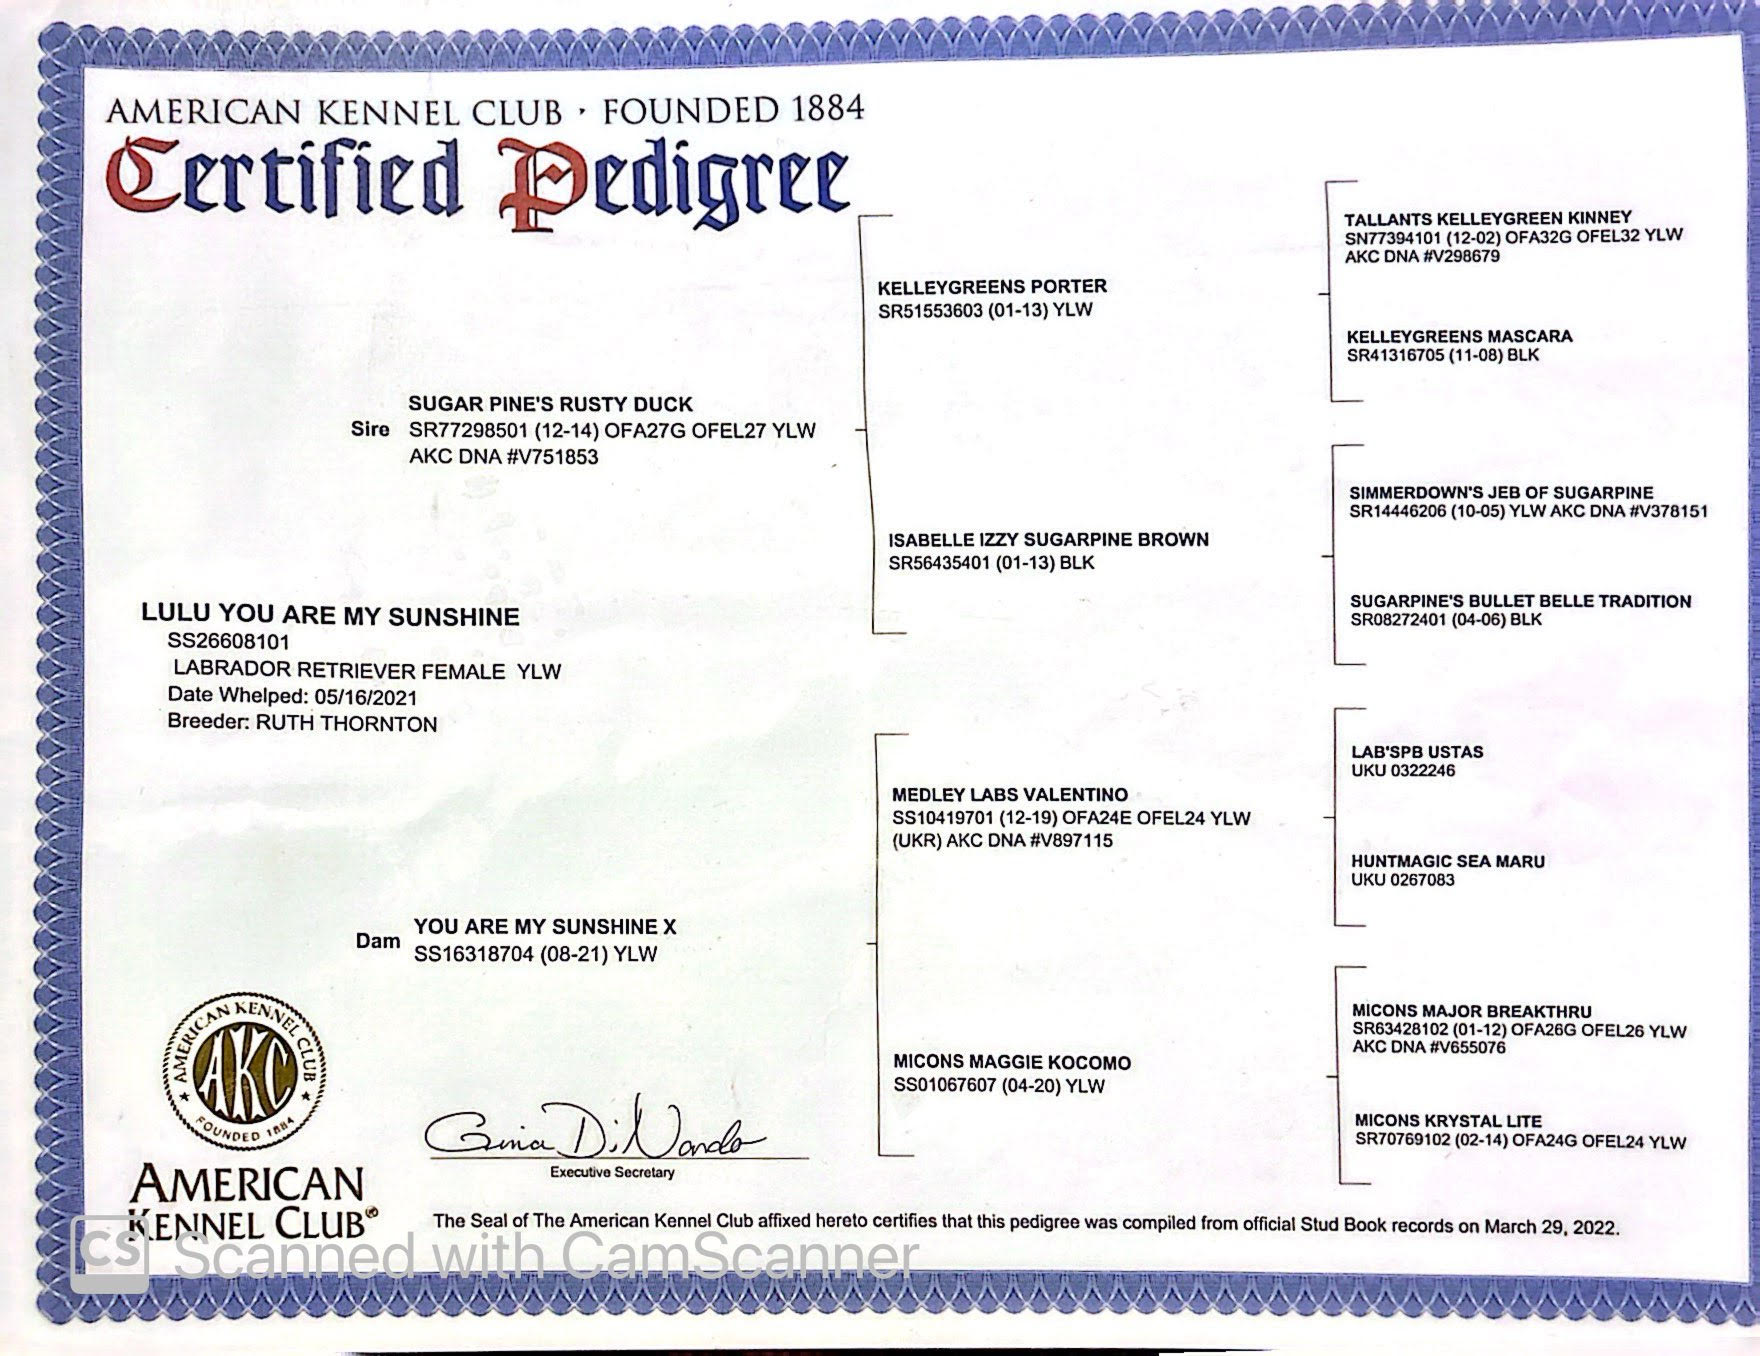 AMERICAN KENNEL CLUB · FOUNDED 1884
Certified Pedigree
TALLANTS KELLEYGREEN KINNEY
SN77394101 (12-02) OFA32G OFEL32 YLW
AKC DNA #V298679
KELLEYGREENS PORTER
SR51553603 (01-13) YLW
KELLEYGREENS MASCARA
SR41316705 (11-08) BLK
SUGAR PINE'S RUSTY DUCK
Sire SR77298501 (12-14) OFA27G OFEL27 YLW
AKC DNA #V751853
SIMMERDOWN'S JEB OF SUGARPINE
SR14446206 (10-05) YLW AKC DNA #V378151
ISABELLE IZZY SUGARPINE BROWN
SR56435401 (01-13) BLK
SUGARPINE'S BULLET BELLE TRADITION
SR08272401 (04-06) BLK
LULU YOU ARE MY SUNSHINE
SS26608101
LABRADOR RETRIEVER FEMALE YLW
Date Whelped: 05/16/2021
Breeder: RUTH THORNTON
LAB'SPB USTAS
UKU 0322246
MEDLEY LABS VALENTINO
SS10419701 (12-19) OFA24E OFEL24 YLW
(UKR) AKC DNA #V897115
HUNTMAGIC SEA MARU
UKU 0267083
YOU ARE MY SUNSHINE X
Dam SS16318704 (08-21) YLW
MICONS MAJOR BREAKTHRU
SR63428102 (01-12) OFA26G OFEL26 YLW
AKC DNA #V655076
MICONS MAGGIE KOCOMO
SS01067607 (04-20) YLW
MICONS KRYSTAL LITE
SR70769102 (02-14) OFA24G OFEL24 YLW
AMERICAN KENNEL CLUB
AKC
FOUNDED 1884
Gina DiNardo
Executive Secretary
AMERICAN
KENNEL CLUB®
The Seal of The American Kennel Club affixed hereto certifies that this pedigree was compiled from official Stud Book records on March 29, 2022.
CS Scanned with CamScanner